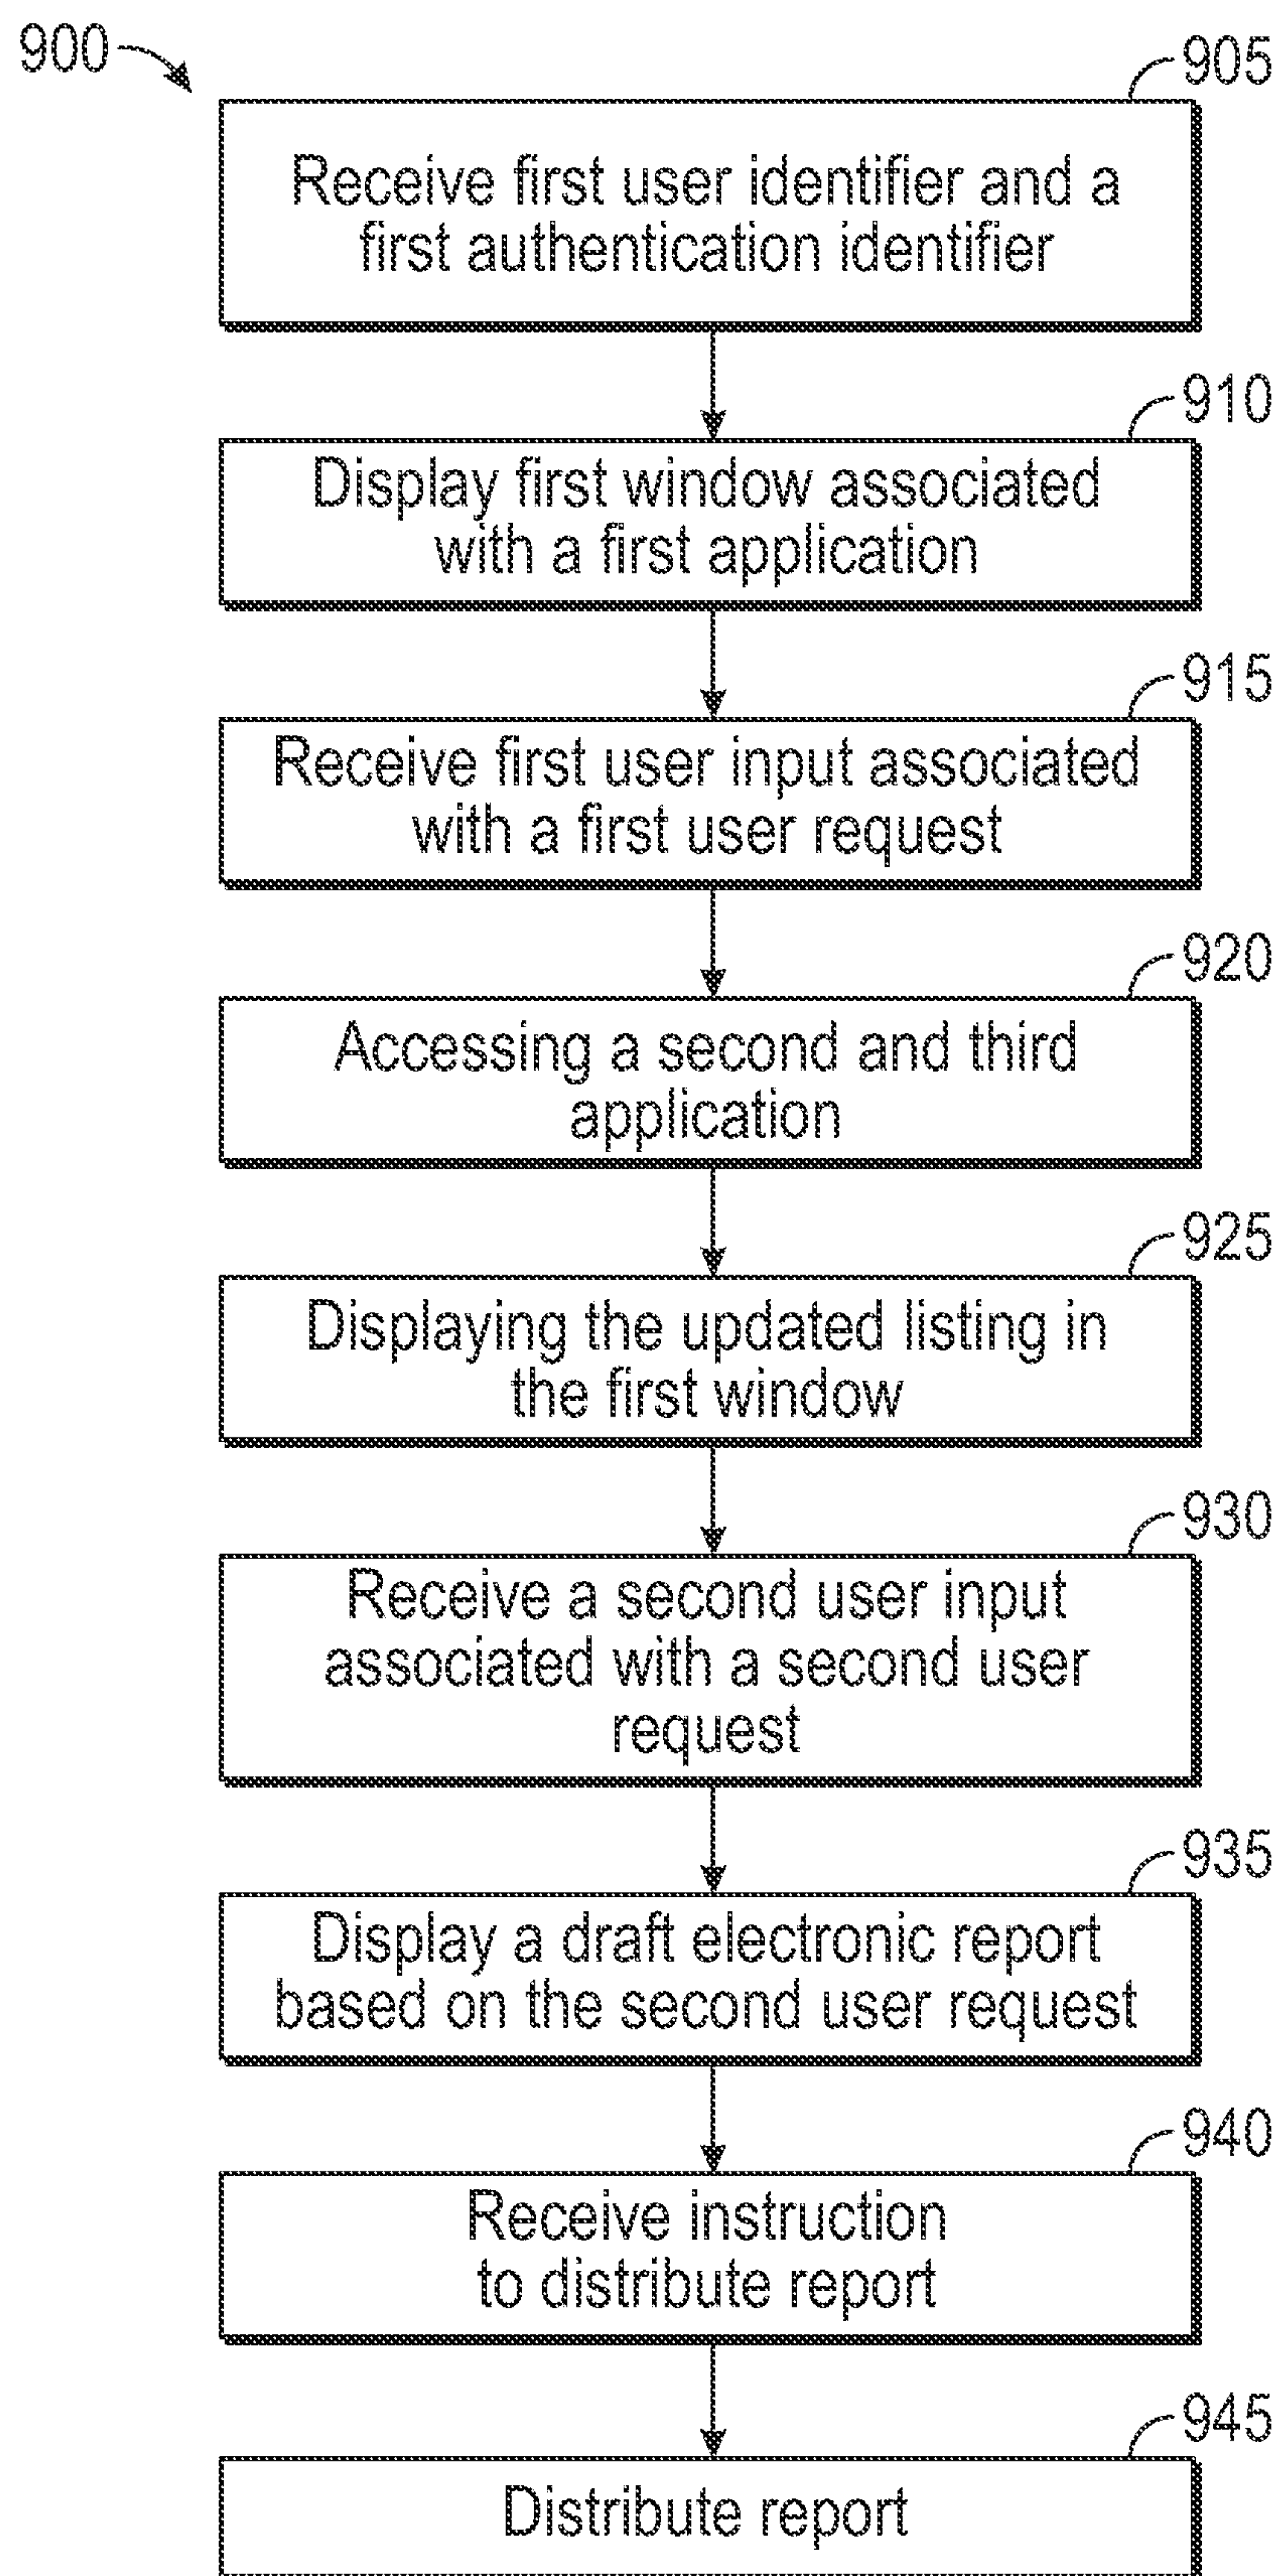 900
905
Receive first user identifier and a
first authentication identifier
910
Display first window associated
with a first application
915
Receive first user input associated
with a first user request
920
Accessing a second and third
application
925
Displaying the updated listing in
the first window
930
Receive a second user input
associated with a second user
request
935
Display a draft electronic report
based on the second user request
940
Receive instruction
to distribute report
945
Distribute report